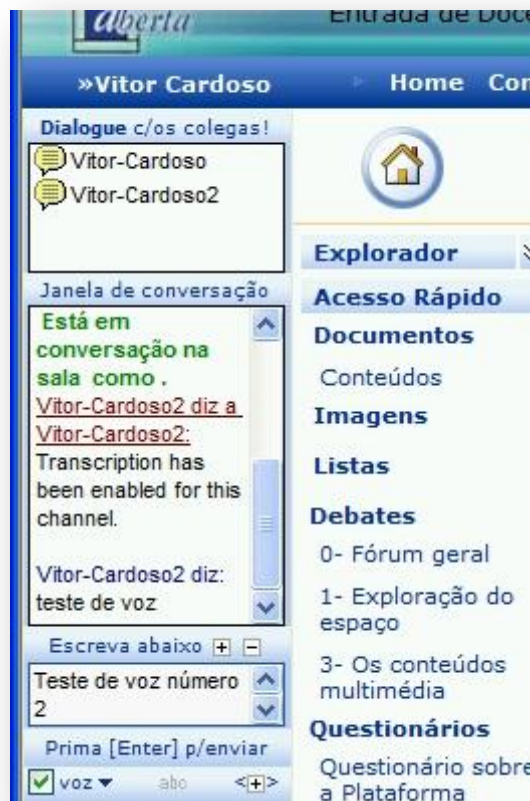 aberta
Entrada de Doce
»Vitor Cardoso
Home Con
Dialogue c/os colegas!
Vitor-Cardoso
Vitor-Cardoso2
Janela de conversação
Está em
conversação na
sala como .
Vitor-Cardoso2 diz a
Vitor-Cardoso2:
Transcription has
been enabled for this
channel.
Vitor-Cardoso2 diz:
teste de voz
Escreva abaixo + −
Teste de voz número
2
Prima [Enter] p/enviar
voz abc <+>
Explorador
Acesso Rápido
Documentos
Conteúdos
Imagens
Listas
Debates
0- Fórum geral
1- Exploração do
espaço
3- Os conteúdos
multimédia
Questionários
Questionário sobre
a Plataforma